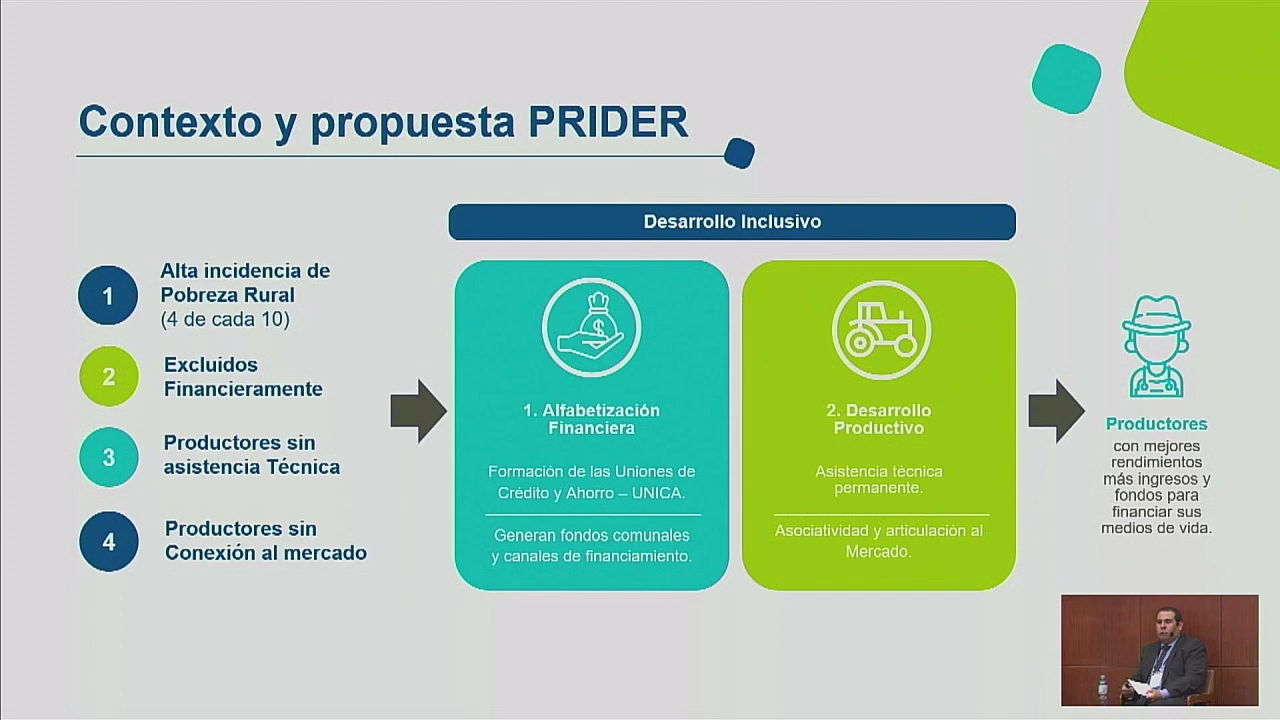 Contexto y propuesta PRIDER
Desarrollo Inclusivo
1
Alta incidencia de
Pobreza Rural
(4 de cada 10)
2
Excluidos
Financieramente
3
Productores sin
asistencia Técnica
4
Productores sin
Conexión al mercado
$
1. Alfabetización
Financiera
Formación de las Uniones de
Crédito y Ahorro – UNICA.
Generan fondos comunales
y canales de financiamiento.
2. Desarrollo
Productivo
Asistencia técnica
permanente.
Asociatividad y articulación al
Mercado.
Productores
con mejores
rendimientos
más ingresos y
fondos para
financiar sus
medios de vida.